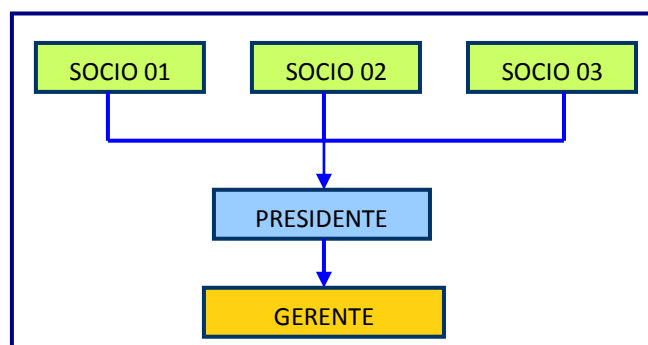 SOCIO 01
SOCIO 02
SOCIO 03
PRESIDENTE
GERENTE